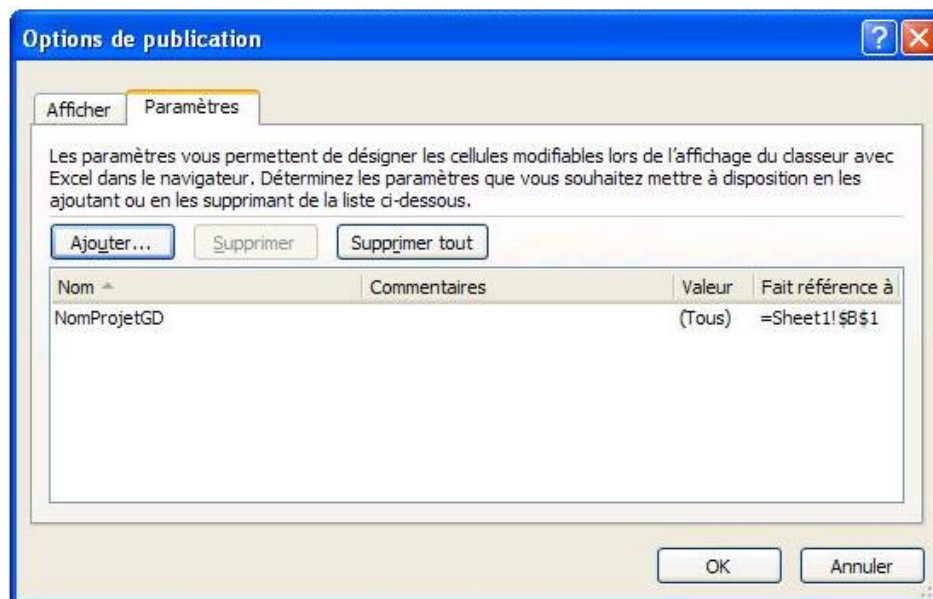 Options de publication
Afficher Paramètres
Les paramètres vous permettent de désigner les cellules modifiables lors de l'affichage du classeur avec
Excel dans le navigateur. Déterminez les paramètres que vous souhaitez mettre à disposition en les
ajoutant ou en les supprimant de la liste ci-dessous.
Ajouter... Supprimer Supprimer tout
Nom Commentaires Valeur Fait référence à
NomProjetGD (Tous) =Sheet1!$B$1
OK Annuler